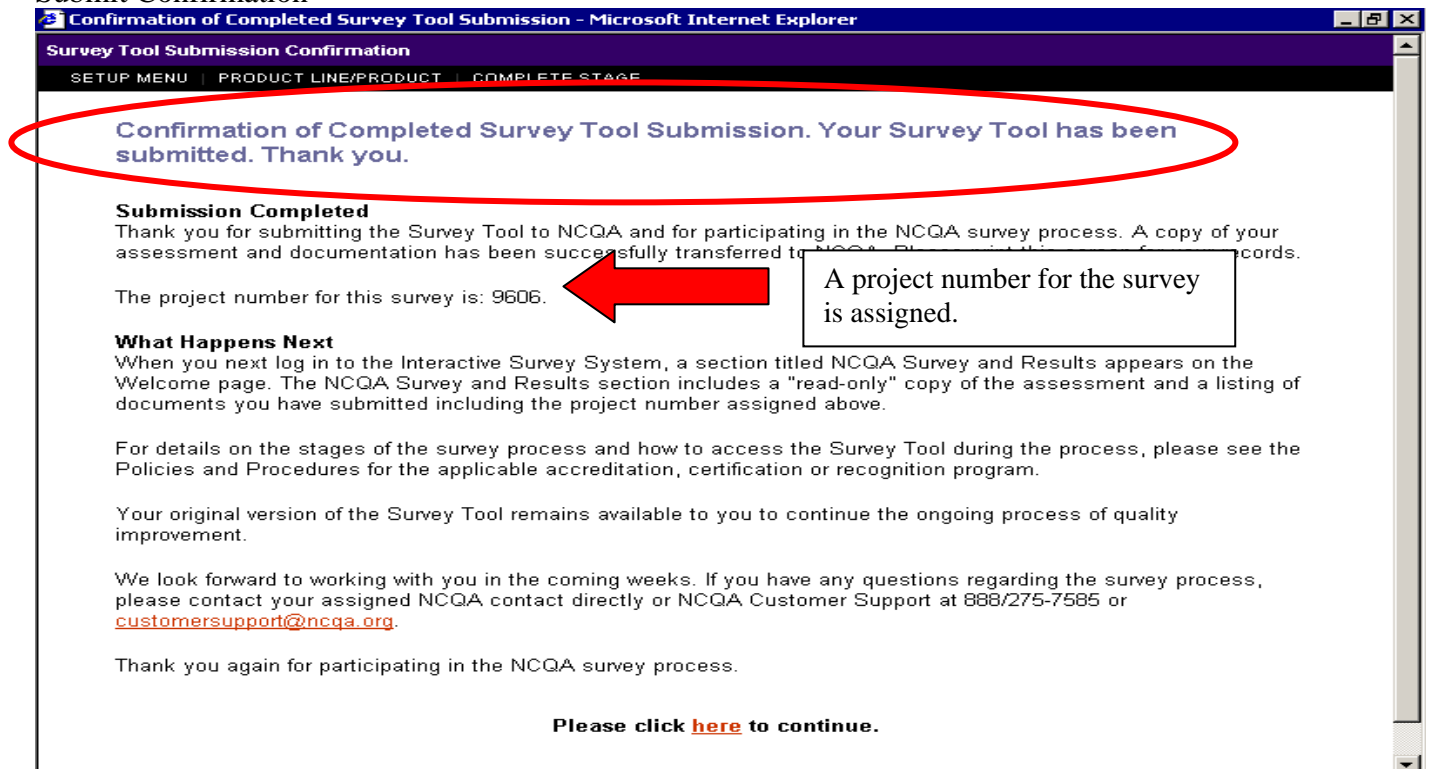 Submit Confirmation
Confirmation of Completed Survey Tool Submission - Microsoft Internet Explorer
Survey Tool Submission Confirmation
SETUP MENU | PRODUCT LINE/PRODUCT | COMPLETE STAGE
Confirmation of Completed Survey Tool Submission. Your Survey Tool has been
submitted. Thank you.
Submission Completed
Thank you for submitting the Survey Tool to NCQA and for participating in the NCQA survey process. A copy of your
assessment and documentation has been successfully transferred to NCQA. Please print this screen for your records.
A project number for the survey
is assigned.
The project number for this survey is: 9606.
What Happens Next
When you next log in to the Interactive Survey System, a section titled NCQA Survey and Results appears on the
Welcome page. The NCQA Survey and Results section includes a "read-only" copy of the assessment and a listing of
documents you have submitted including the project number assigned above.
For details on the stages of the survey process and how to access the Survey Tool during the process, please see the
Policies and Procedures for the applicable accreditation, certification or recognition program.
Your original version of the Survey Tool remains available to you to continue the ongoing process of quality
improvement.
We look forward to working with you in the coming weeks. If you have any questions regarding the survey process,
please contact your assigned NCQA contact directly or NCQA Customer Support at 888/275-7585 or
customersupport@ncqa.org.
Thank you again for participating in the NCQA survey process.
Please click here to continue.